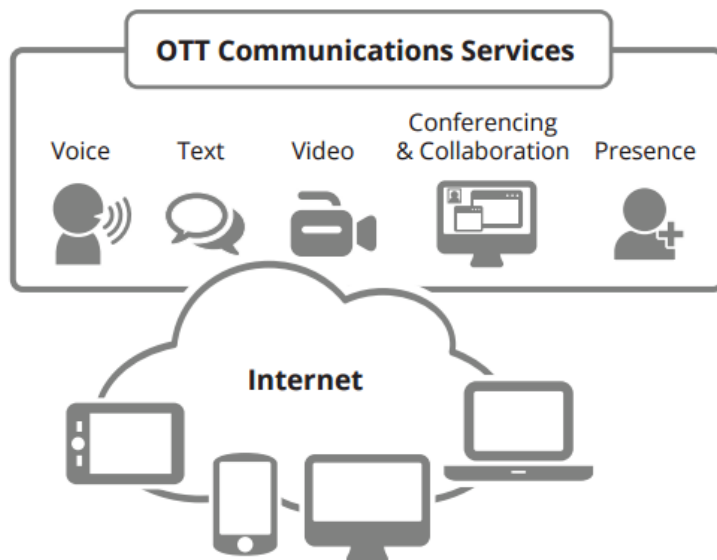 OTT Communications Services
Voice
Text
Video
Conferencing
& Collaboration
Presence
Internet